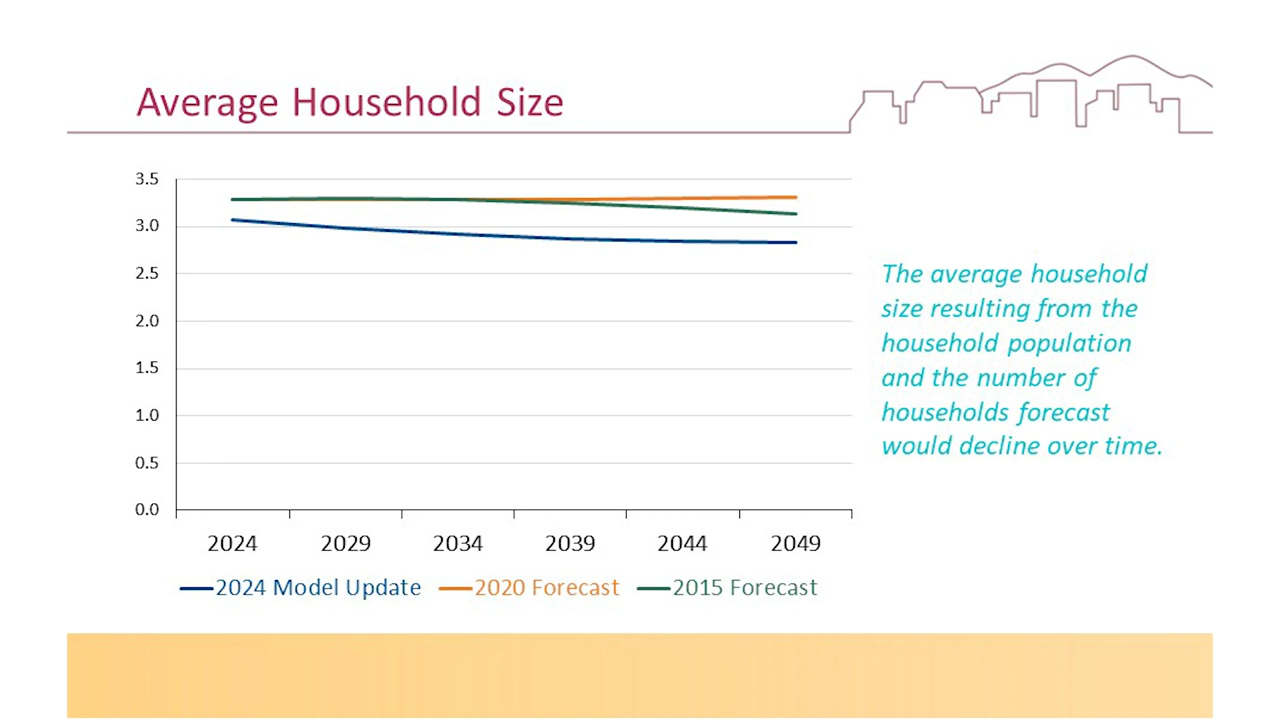 Average Household Size
3.5
3.0
2.5
2.0
1.5
1.0
0.5
0.0
2024 2029 2034 2039 2044 2049
2024 Model Update 2020 Forecast 2015 Forecast
The average household
size resulting from the
household population
and the number of
households forecast
would decline over time.